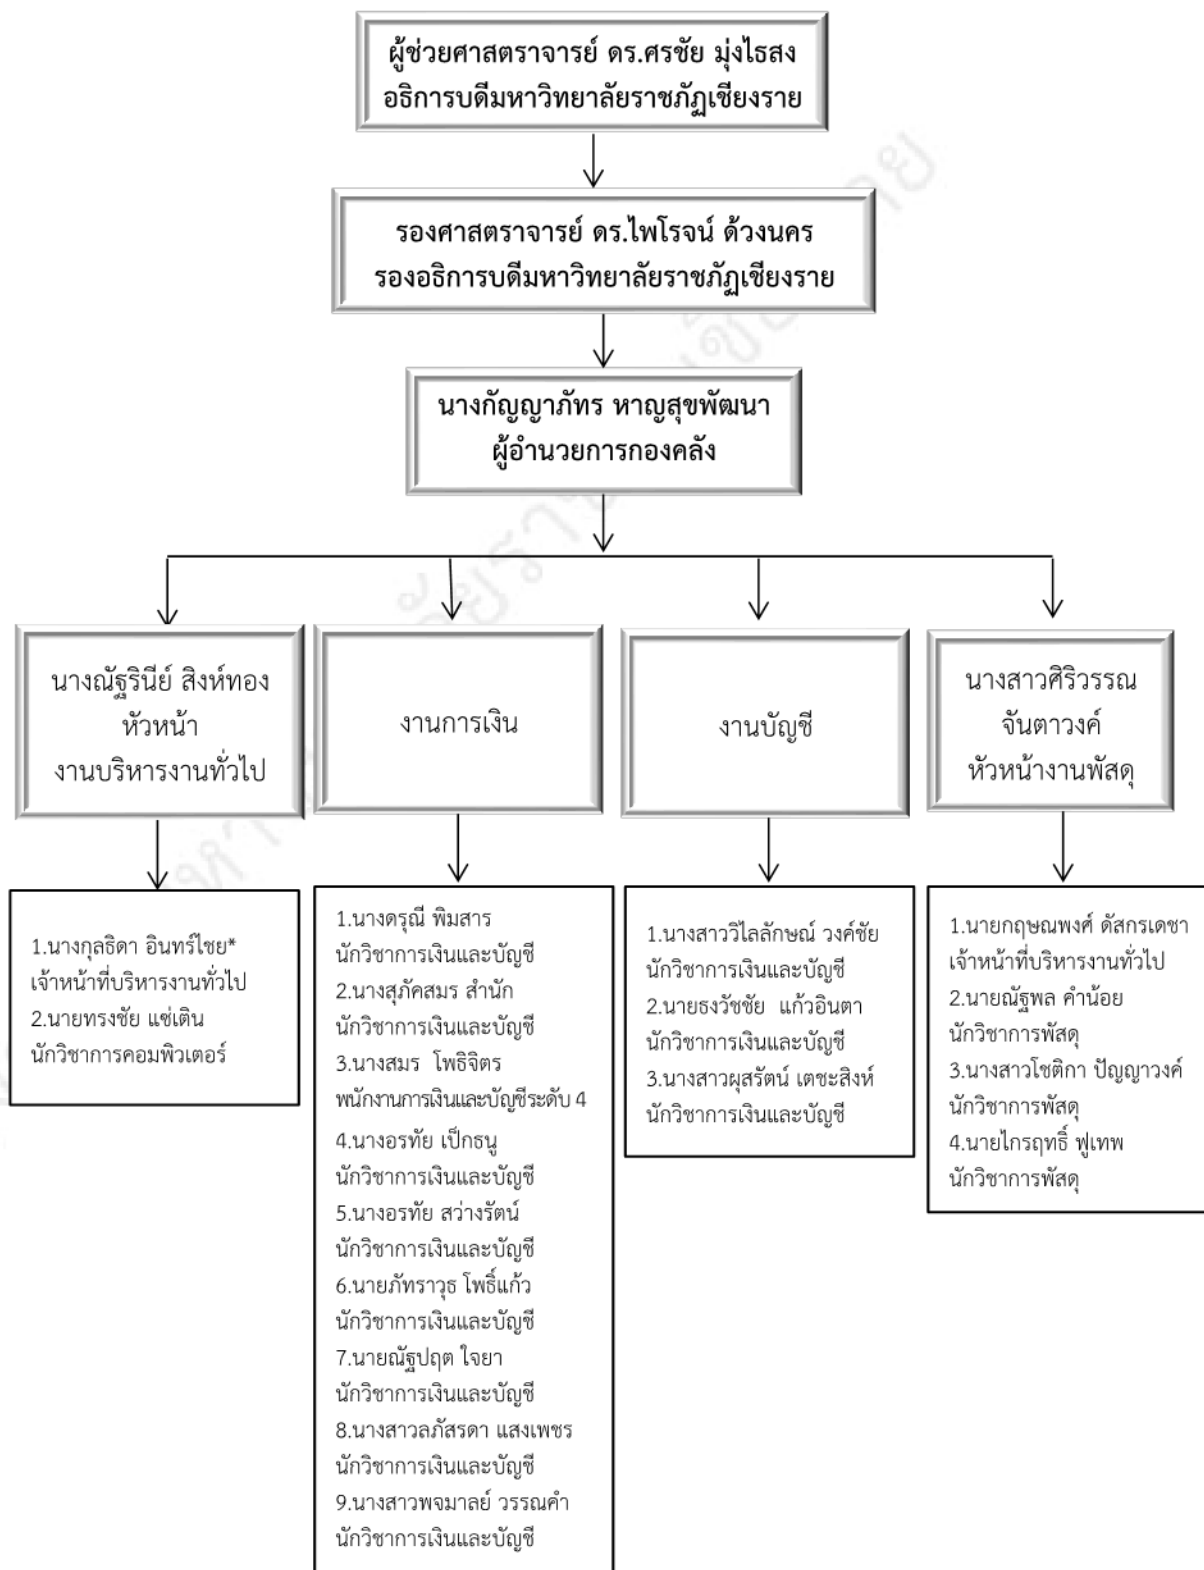 ผู้ช่วยศาสตราจารย์ ดร.ศรชัย มุ่งไธสง
อธิการบดีมหาวิทยาลัยราชภัฏเชียงราย
รองศาสตราจารย์ ดร.ไพโรจน์ ด้วงนคร
รองอธิการบดีมหาวิทยาลัยราชภัฏเชียงราย
นางกัญญาภัทร หาญสุขพัฒนา
ผู้อำนวยการกองคลัง
นางณัฐรินีย์ สิงห์ทอง
หัวหน้า
งานบริหารงานทั่วไป
งานการเงิน
งานบัญชี
นางสาวศิริวรรณ
จันตาวงค์
หัวหน้างานพัสดุ
1.นางกุลธิดา อินทร์ไชย*
เจ้าหน้าที่บริหารงานทั่วไป
2.นายทรงชัย แซ่เติน
นักวิชาการคอมพิวเตอร์
1.นางดรุณี พิมสาร
นักวิชาการเงินและบัญชี
2.นางสุภัคสมร สำนัก
นักวิชาการเงินและบัญชี
3.นางสมร  โพธิจิตร
พนักงานการเงินและบัญชีระดับ 4
4.นางอรทัย เป็กธนู
นักวิชาการเงินและบัญชี
5.นางอรทัย สว่างรัตน์
นักวิชาการเงินและบัญชี
6.นายภัทราวุธ โพธิ์แก้ว
นักวิชาการเงินและบัญชี
7.นายณัฐปฤต ใจยา
นักวิชาการเงินและบัญชี
8.นางสาวลภัสรดา แสงเพชร
นักวิชาการเงินและบัญชี
9.นางสาวพจมาลย์ วรรณคำ
นักวิชาการเงินและบัญชี
1.นางสาววิไลลักษณ์ วงค์ชัย
นักวิชาการเงินและบัญชี
2.นายธงวัชชัย  แก้วอินตา
นักวิชาการเงินและบัญชี
3.นางสาวผุสรัตน์ เตชะสิงห์
นักวิชาการเงินและบัญชี
1.นายกฤษณพงศ์ ดัสกรเดชา
เจ้าหน้าที่บริหารงานทั่วไป
2.นายณัฐพล คำน้อย
นักวิชาการพัสดุ
3.นางสาวโชติกา ปัญญาวงค์
นักวิชาการพัสดุ
4.นายไกรฤทธิ์ ฟูเทพ
นักวิชาการพัสดุ